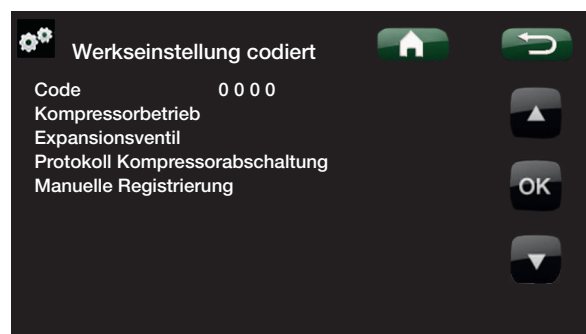 Werkseinstellung codiert
Code 0 0 0 0
Kompressorbetrieb
Expansionsventil
Protokoll Kompressorabschaltung
Manuelle Registrierung
OK